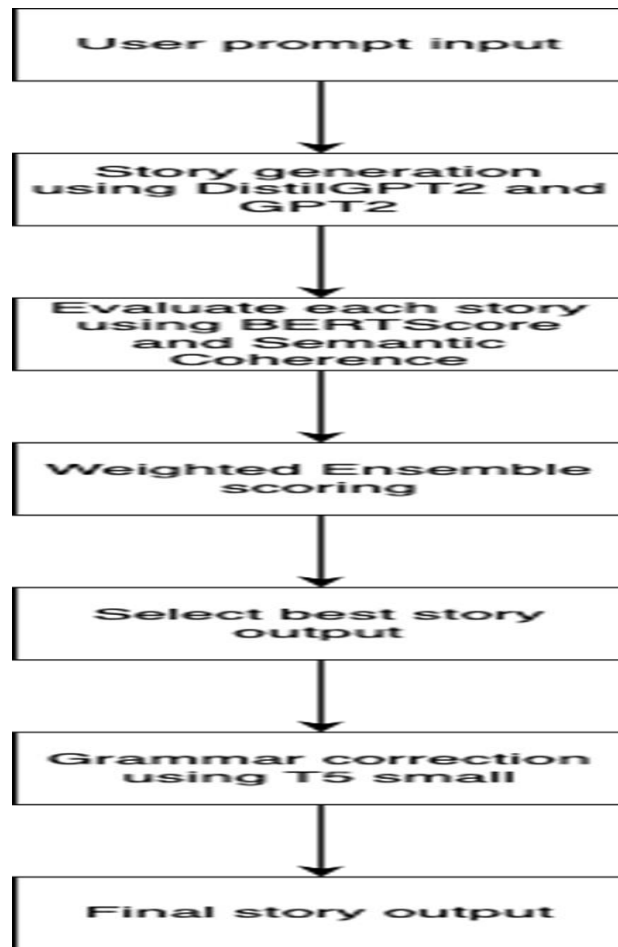 User prompt input
Story generation
using DistilGPT2 and
GPT2
Evaluate each story
using BERTScore
and Semantic
Coherence
Weighted Ensemble
scoring
Select best story
output
Grammar correction
using T5 small
Final story output